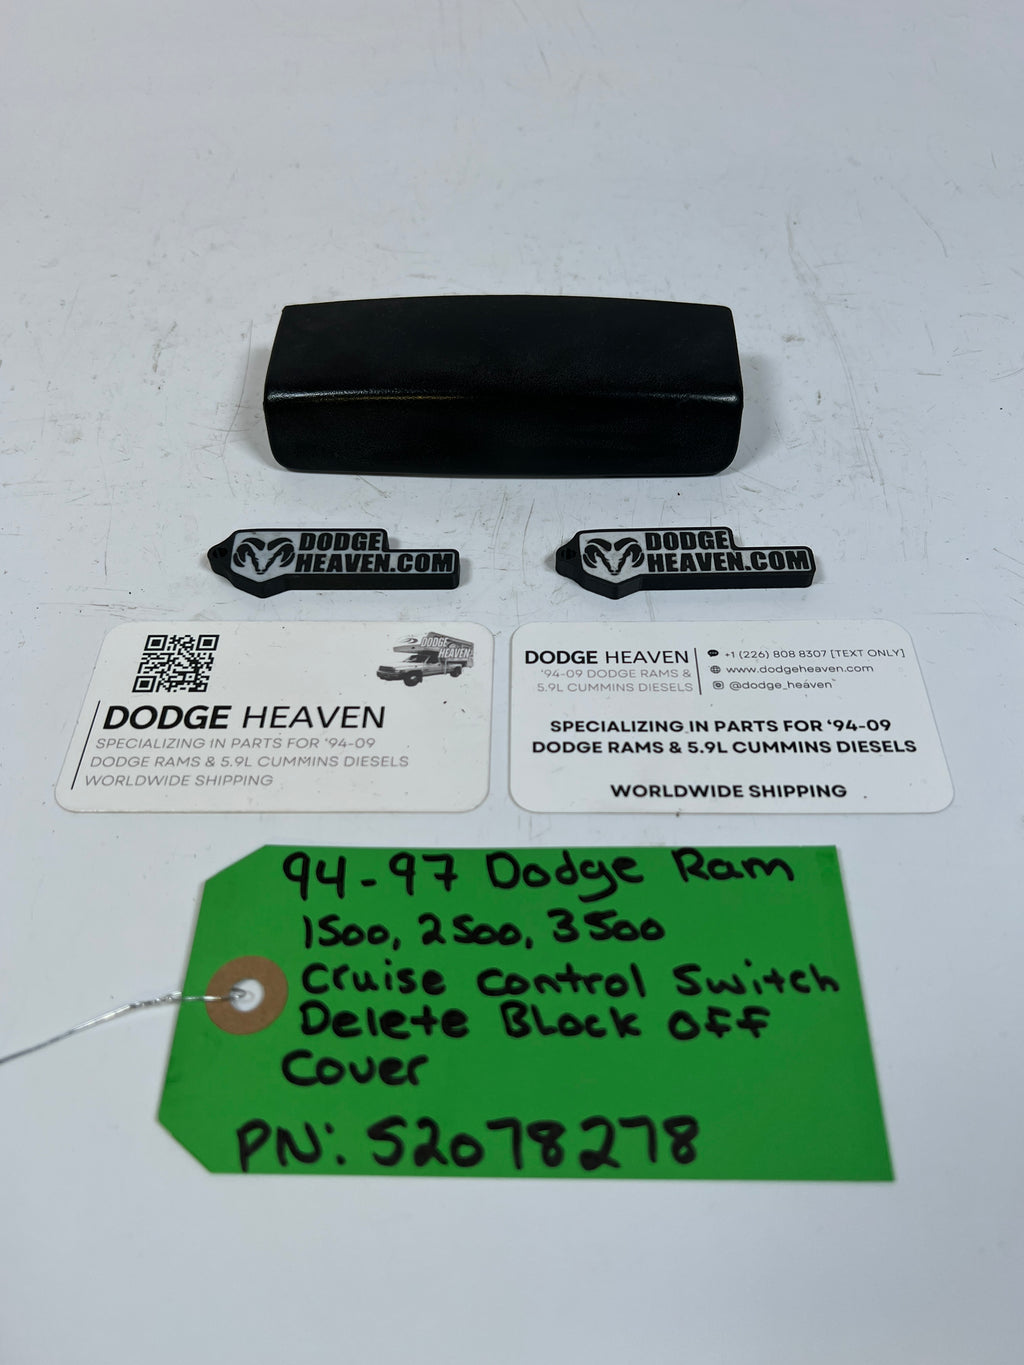 DODGE
HEAVEN.COM
DODGE
HEAVEN.COM
DODGE
HEAVEN
DODGE HEAVEN
SPECIALIZING IN PARTS FOR '94-09
DODGE RAMS & 5.9L CUMMINS DIESELS
WORLDWIDE SHIPPING
DODGE HEAVEN
'94-09 DODGE RAMS &
5.9L CUMMINS DIESELS
+1 (226) 808 8307 [TEXT ONLY]
www.dodgeheaven.com
@dodge_heaven
SPECIALIZING IN PARTS FOR '94-09
DODGE RAMS & 5.9L CUMMINS DIESELS
WORLDWIDE SHIPPING
94-97 Dodge Ram
1500, 2500, 3500
Cruise control Switch
Delete Block off
Cover
PN: 52078278